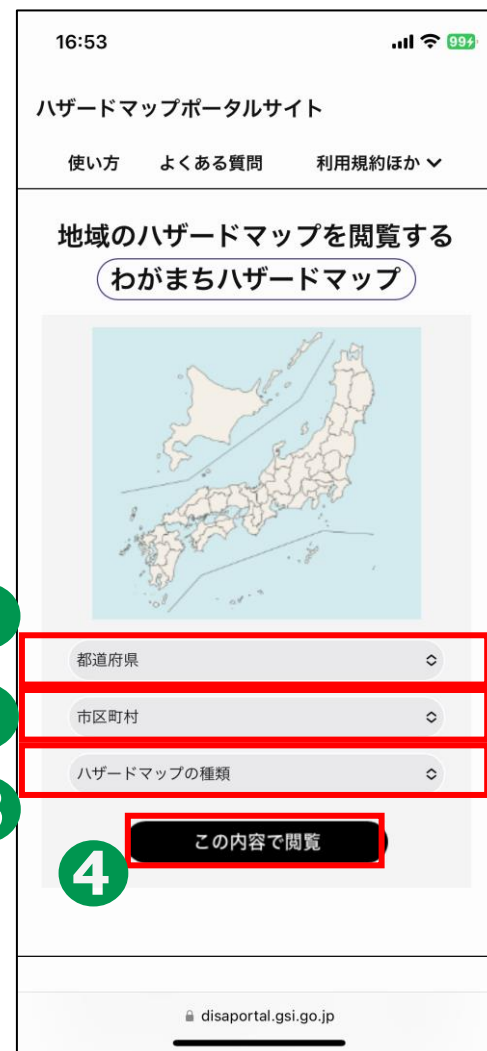 16:53
99
ハザードマップポータルサイト
使い方 よくある質問 利用規約ほか
地域のハザードマップを閲覧する
わがまちハザードマップ
都道府県
市区町村
ハザードマップの種類
3
この内容で閲覧
4
disaportal.gsi.go.jp